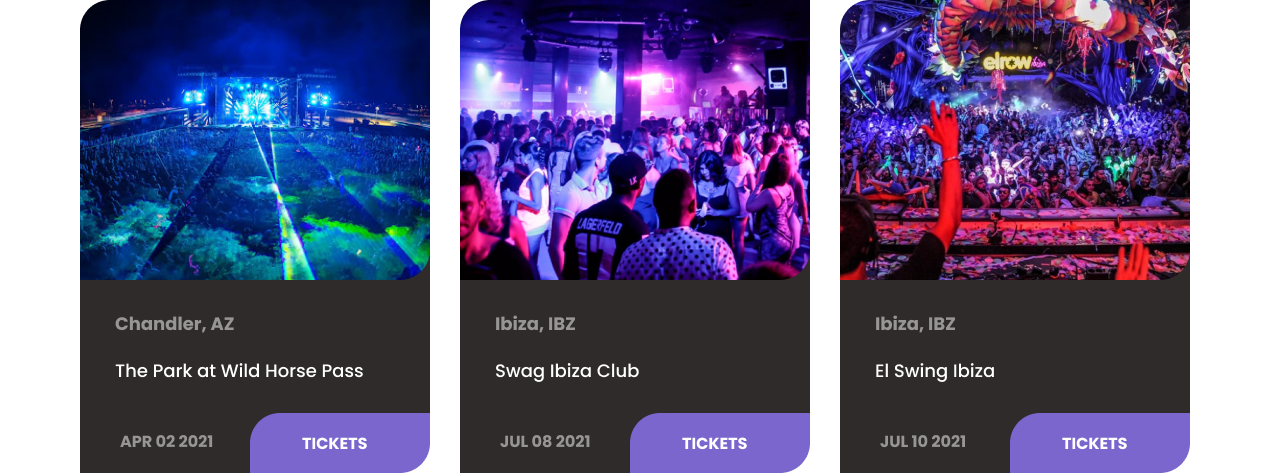 elrow
LAGERFELD
Chandler, AZ
The Park at Wild Horse Pass
APR 02 2021
TICKETS
Ibiza, IBZ
Swag Ibiza Club
JUL 08 2021
TICKETS
Ibiza, IBZ
El Swing Ibiza
JUL 10 2021
TICKETS